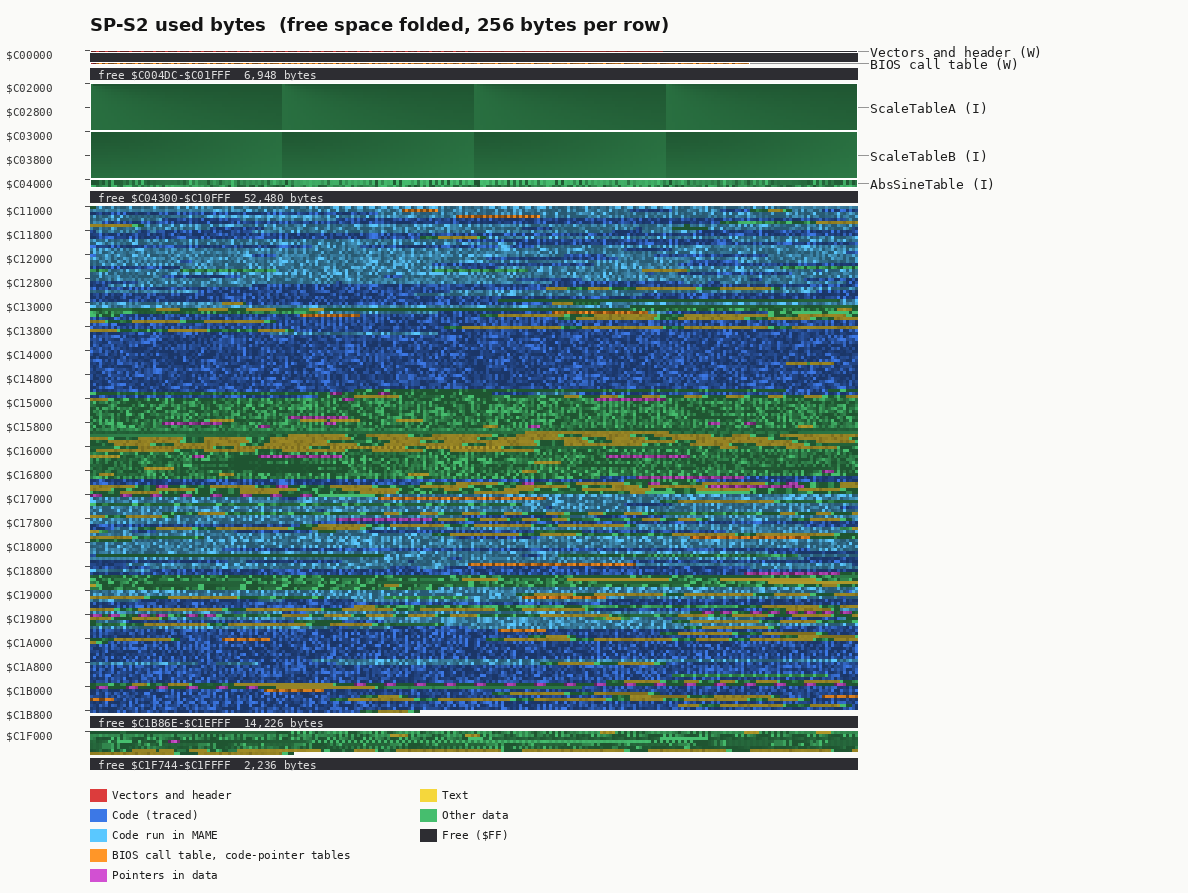 SP-S2 used bytes  (free space folded, 256 bytes per row)
$C00000
Vectors and header (W)
BIOS call table (W)
free $C004DC-$C01FFF  6,948 bytes
$C02000
$C02800
ScaleTableA (I)
$C03000
$C03800
ScaleTableB (I)
$C04000
AbsSineTable (I)
free $C04300-$C10FFF  52,480 bytes
$C11000
$C11800
$C12000
$C12800
$C13000
$C13800
$C14000
$C14800
$C15000
$C15800
$C16000
$C16800
$C17000
$C17800
$C18000
$C18800
$C19000
$C19800
$C1A000
$C1A800
$C1B000
$C1B800
free $C1B86E-$C1EFFF  14,226 bytes
$C1F000
free $C1F744-$C1FFFF  2,236 bytes
Vectors and header
Code (traced)
Code run in MAME
BIOS call table, code-pointer tables
Pointers in data
Text
Other data
Free ($FF)